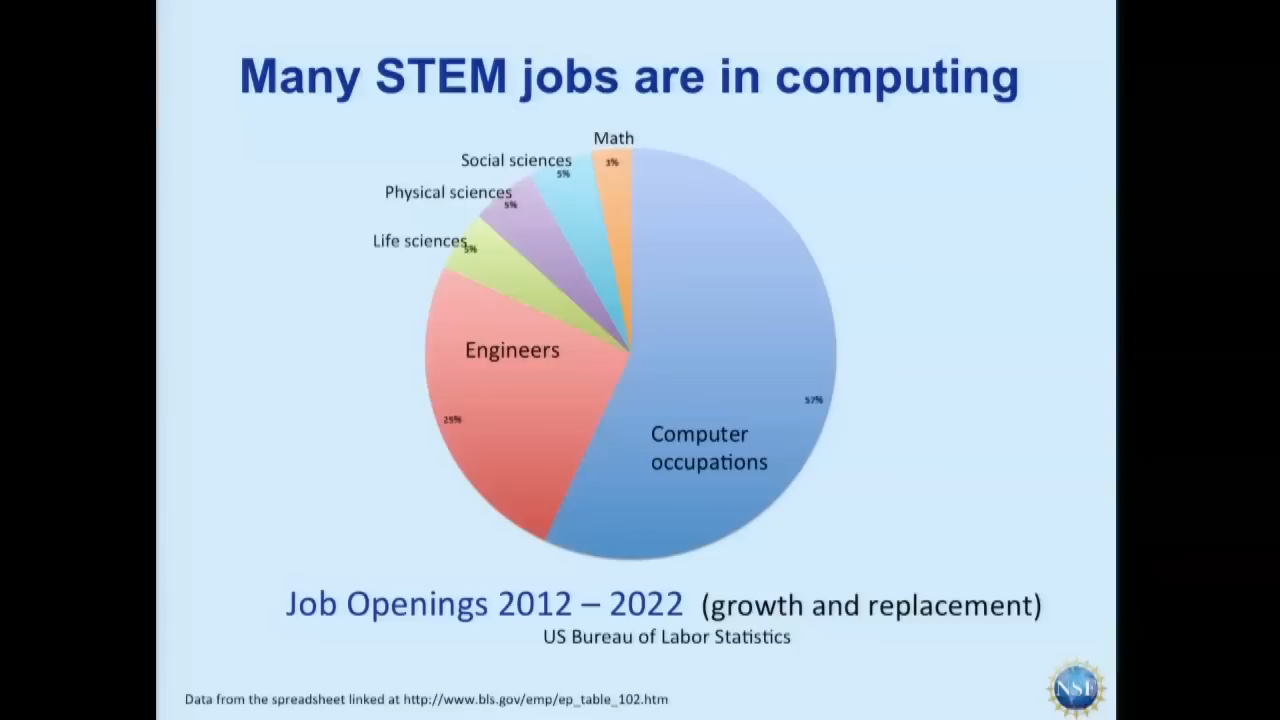 Many STEM jobs are in computing
Math
3%
Social sciences
5%
Physical sciences
5%
Life sciences
5%
Engineers
25%
57%
Computer
occupations
Job Openings 2012 – 2022 (growth and replacement)
US Bureau of Labor Statistics
Data from the spreadsheet linked at http://www.bls.gov/emp/ep_table_102.htm
NSF